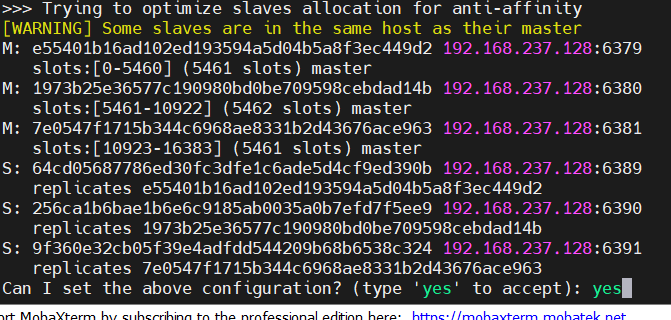 >>> Trying to optimize slaves allocation for anti-affinity
[WARNING] Some slaves are in the same host as their master
M: e55401b16ad102ed193594a5d04b5a8f3ec449d2 192.168.237.128:6379
slots:[0-5460] (5461 slots) master
M: 1973b25e36577c190980bd0be709598cebdad14b 192.168.237.128:6380
slots:[5461-10922] (5462 slots) master
M: 7e0547f1715b344c6968ae8331b2d43676ace963 192.168.237.128:6381
slots:[10923-16383] (5461 slots) master
S: 64cd05687786ed30fc3dfe1c6ade5d4cf9ed390b 192.168.237.128:6389
replicates e55401b16ad102ed193594a5d04b5a8f3ec449d2
S: 256ca1b6bae1b6e6c9185ab0035a0b7efd7f5ee9 192.168.237.128:6390
replicates 1973b25e36577c190980bd0be709598cebdad14b
S: 9f360e32cb05f39e4adfdd544209b68b6538c324 192.168.237.128:6391
replicates 7e0547f1715b344c6968ae8331b2d43676ace963
Can I set the above configuration? (type 'yes' to accept): yes
ort MobaXterm by subscribing to the professional edition here: https://mobaxterm.mobatek.net